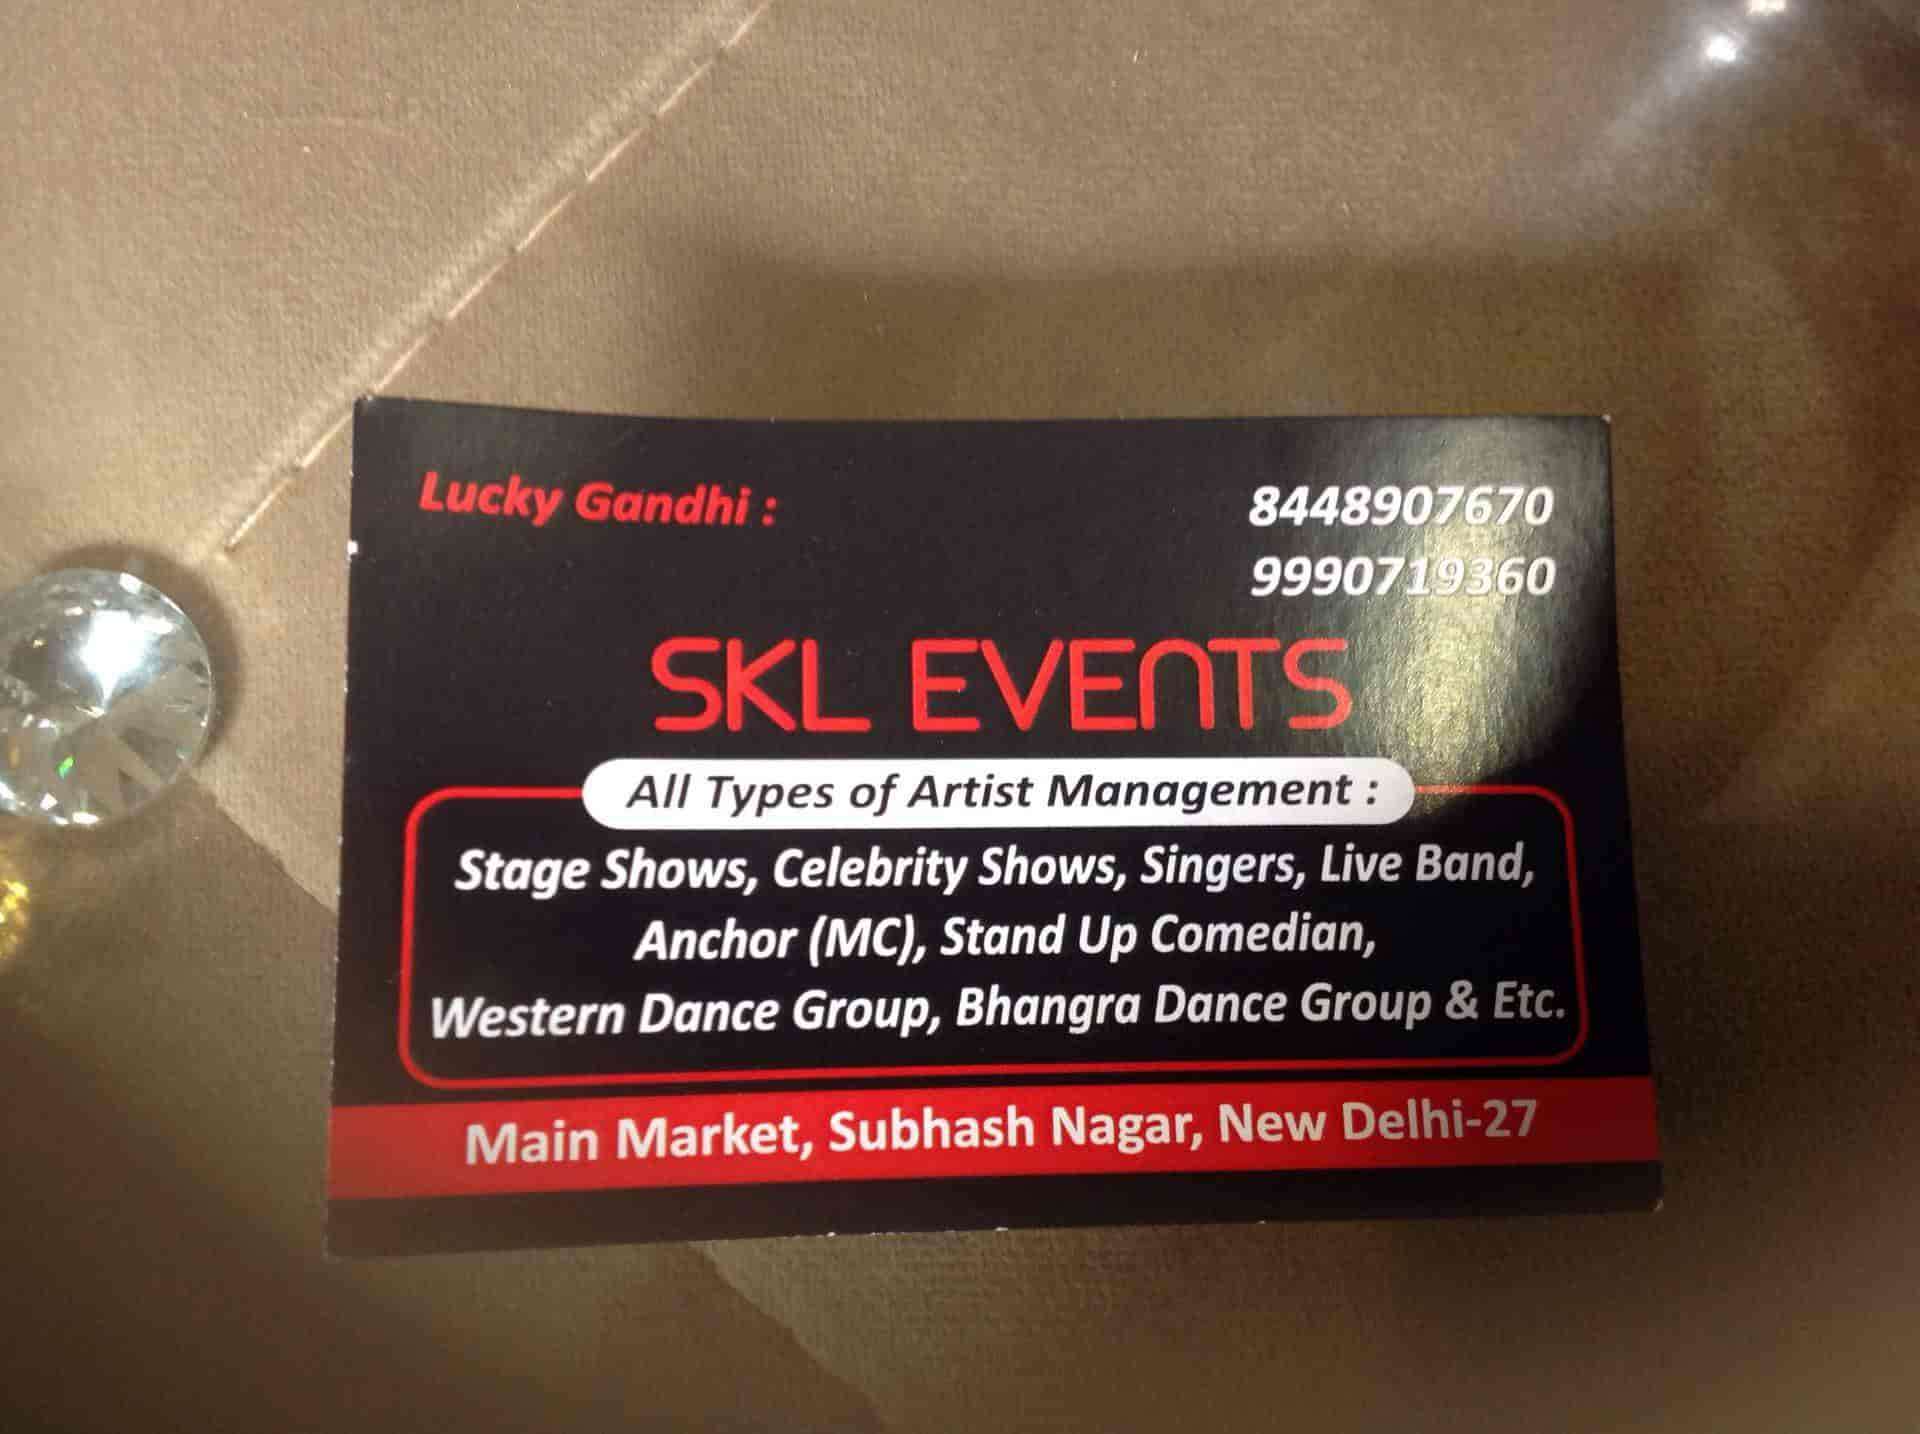 Lucky Gandhi :
8448907670
9990719360
SKL EVENTS
All Types of Artist Management :
Stage Shows, Celebrity Shows, Singers, Live Band,
Anchor (MC), Stand Up Comedian,
Western Dance Group, Bhangra Dance Group & Etc.
Main Market, Subhash Nagar, New Delhi-27